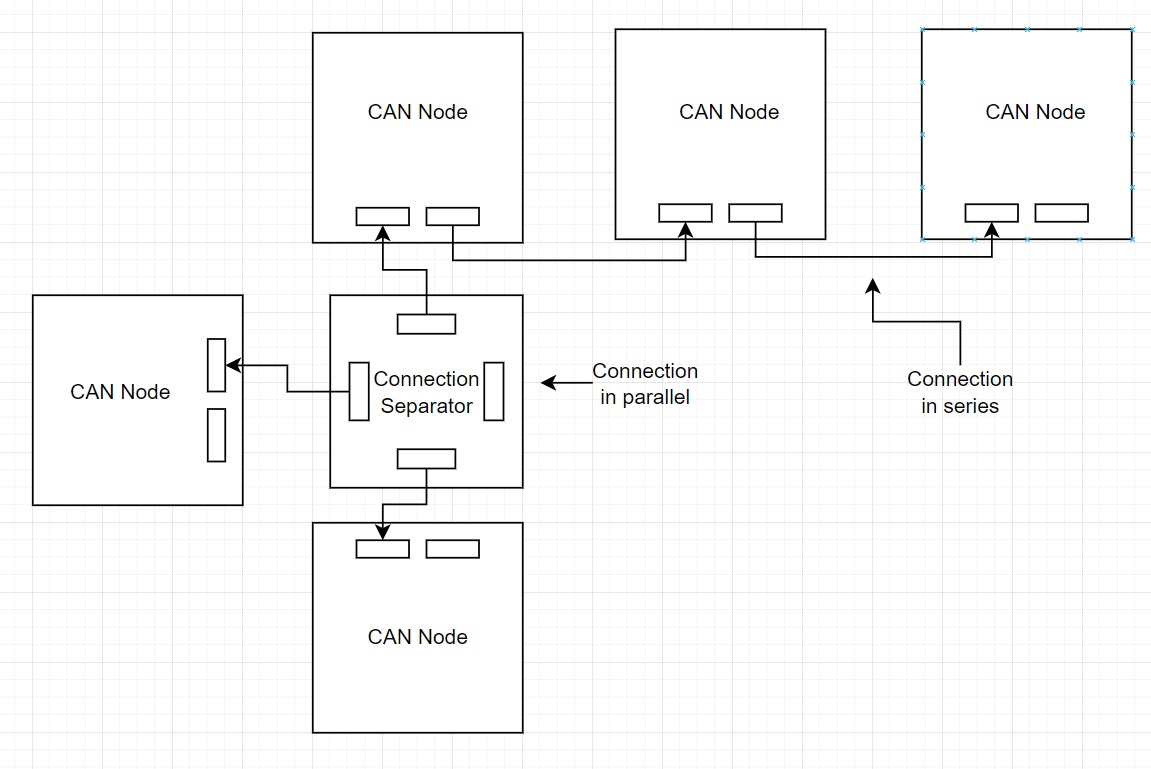 CAN Node
CAN Node
CAN Node
CAN Node
Connection
Separator
Connection
in parallel
Connection
in series
CAN Node